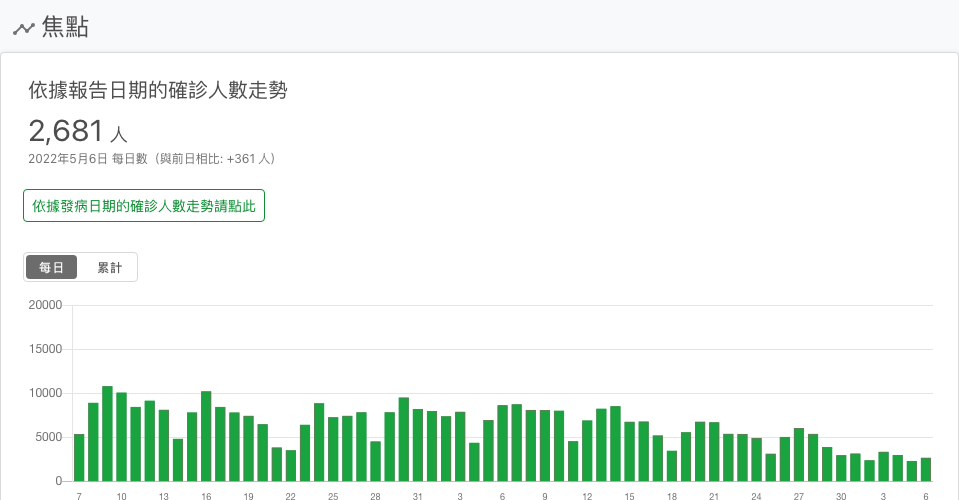 焦點
依據報告日期的確診人數走勢
2,681 人
2022年5月6日 每日數（與前日相比: +361 人）
依據發病日期的確診人數走勢請點此
每日 累計
20000
15000
10000
5000
0
7 10 13 16 19 22 25 28 31 3 6 9 12 15 18 21 24 27 30 3 6